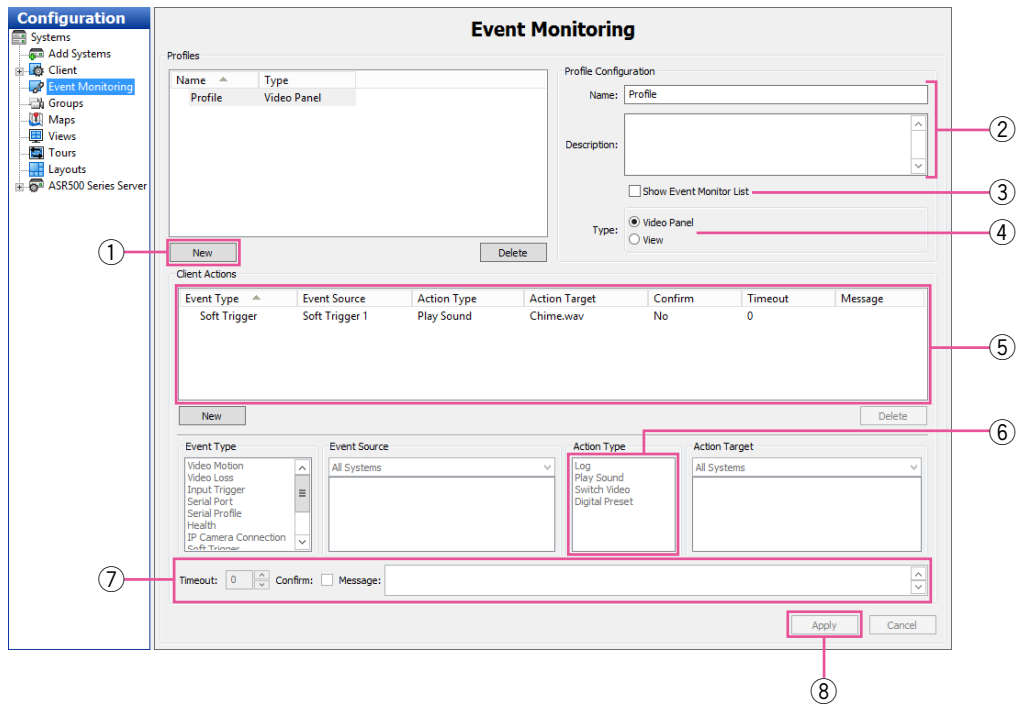 Configuration
Systems
Add Systems
Client
Event Monitoring
Groups
Maps
Views
Tours
Layouts
ASR500 Series Server
Event Monitoring
Profiles
Name Type
Profile Video Panel
New Delete
Profile Configuration
Name: Profile
Description:
Show Event Monitor List
Type: Video Panel
View
Client Actions
Event Type Event Source Action Type Action Target Confirm Timeout Message
Soft Trigger Soft Trigger 1 Play Sound Chime.wav No 0
New Delete
Event Type
Video Motion
Video Loss
Input Trigger
Serial Port
Serial Profile
Health
IP Camera Connection
Soft Trigger
Event Source
All Systems
Action Type
Log
Play Sound
Switch Video
Digital Preset
Action Target
All Systems
Timeout: 0 Confirm: Message:
Apply Cancel
1
2
3
4
5
6
7
8